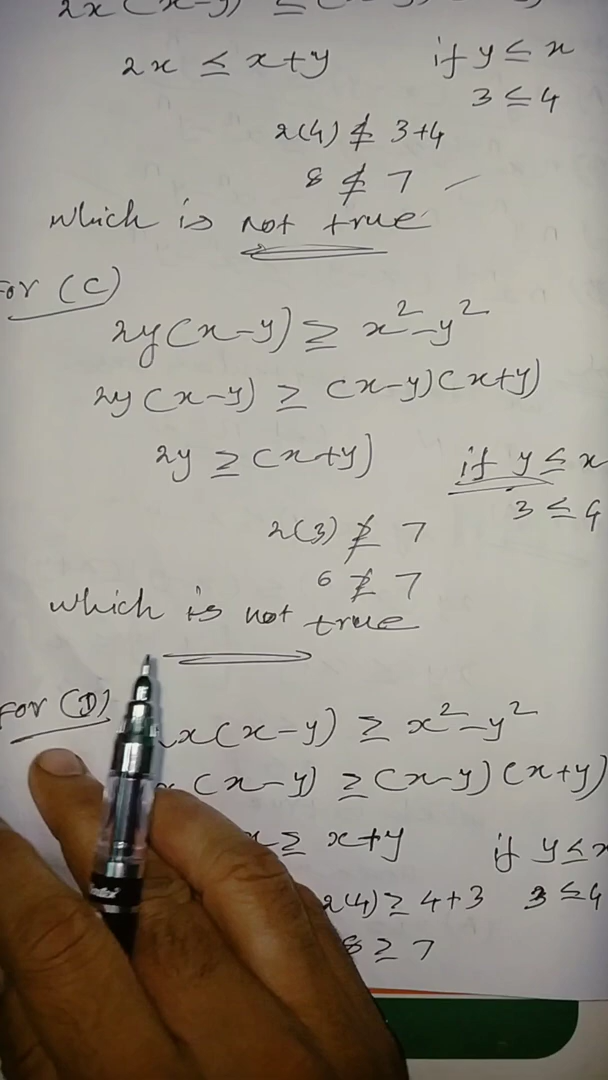 2x ≤ x+y if y ≤ x
3 ≤ 4
2(4) ≰ 3+4
8 ≰ 7
which is not true
For (C)
2y(x-y) ≥ x²-y²
2y(x-y) ≥ (x-y)(x+y)
2y ≥ (x+y) if y ≤ x
3 ≤ 4
2(3) ≱ 7
6 ≱ 7
which is not true
For (D)
x(x-y) ≥ x²-y²
(x-y) ≥ (x-y)(x+y)
x ≥ x+y if y ≤ x
2(4) ≥ 4+3 3 ≤ 4
8 ≥ 7